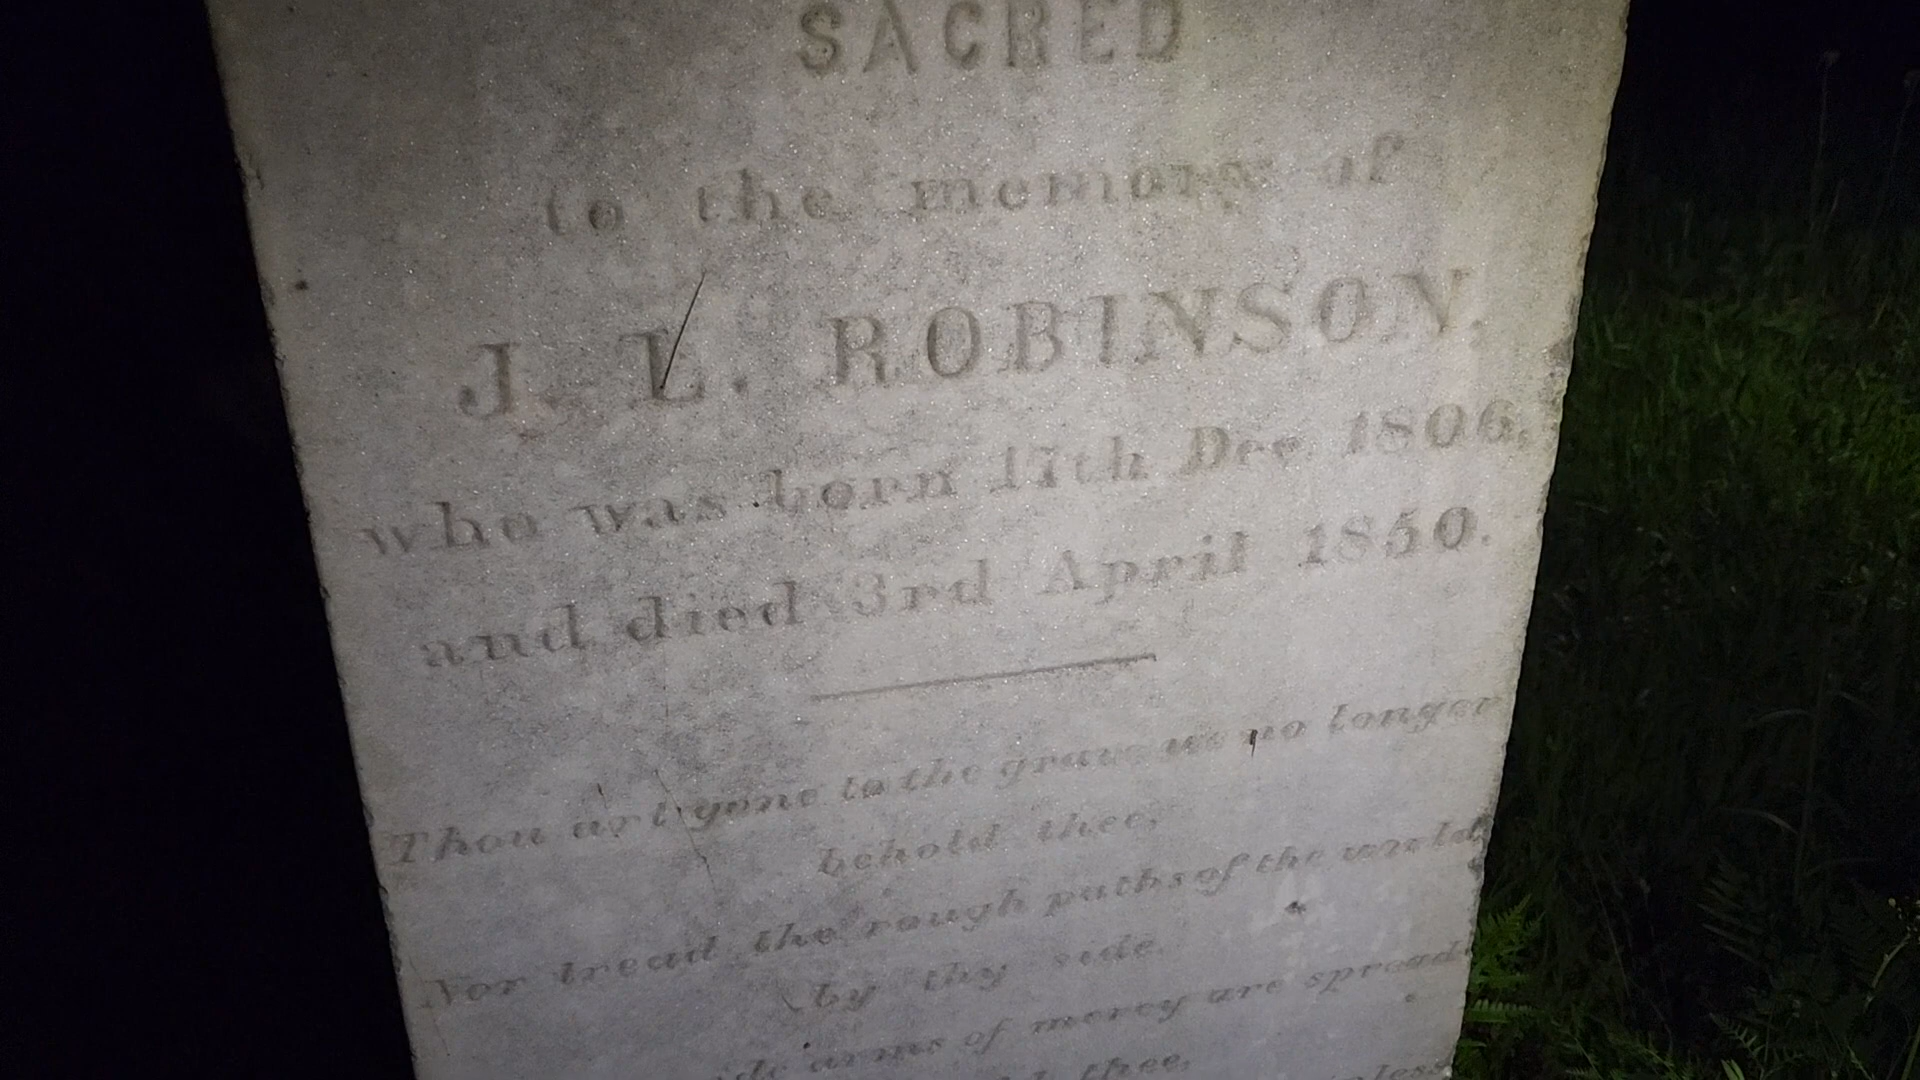 SACRED
to the memory of
J. L. ROBINSON.
who was born 17th Dec. 1806,
and died 3rd April 1850.
Thou art gone to the grave we no longer
behold thee,
Nor tread the rough paths of the world
by thy side.
arms of mercy are spread
thee,